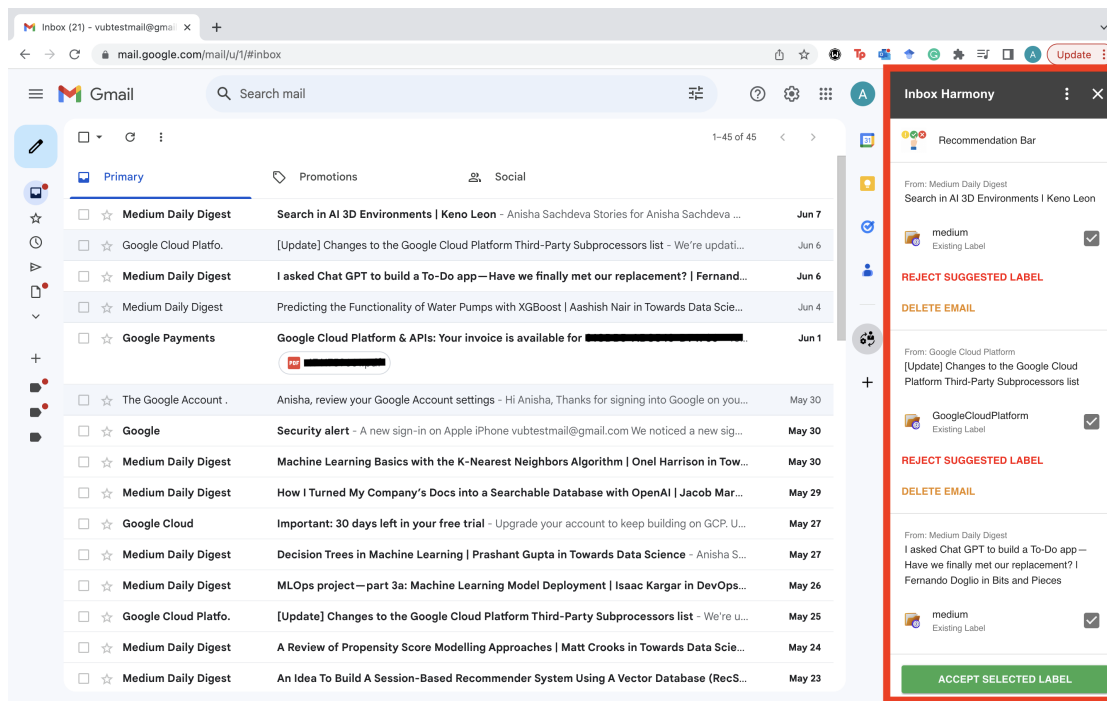 Inbox (21) – vubtestmail@gmai
mail.google.com/mail/u/1/#inbox
Tp
A
Update
Gmail
Search mail
A
1–45 of 45
Primary
Promotions
Social
Medium Daily Digest Search in AI 3D Environments | Keno Leon - Anisha Sachdeva Stories for Anisha Sachdeva ... Jun 7
Google Cloud Platfo. [Update] Changes to the Google Cloud Platform Third-Party Subprocessors list - We're updati... Jun 6
Medium Daily Digest I asked Chat GPT to build a To-Do app—Have we finally met our replacement? | Fernand... Jun 6
Medium Daily Digest Predicting the Functionality of Water Pumps with XGBoost | Aashish Nair in Towards Data Scie... Jun 4
Google Payments Google Cloud Platform & APIs: Your invoice is available for Jun 1
PDF
The Google Account . Anisha, review your Google Account settings - Hi Anisha, Thanks for signing into Google on you... May 30
Google Security alert - A new sign-in on Apple iPhone vubtestmail@gmail.com We noticed a new sig... May 30
Medium Daily Digest Machine Learning Basics with the K-Nearest Neighbors Algorithm | Onel Harrison in Tow... May 30
Medium Daily Digest How I Turned My Company's Docs into a Searchable Database with OpenAI | Jacob Mar... May 29
Google Cloud Important: 30 days left in your free trial - Upgrade your account to keep building on GCP. U... May 27
Medium Daily Digest Decision Trees in Machine Learning | Prashant Gupta in Towards Data Science - Anisha S... May 27
Medium Daily Digest MLOps project—part 3a: Machine Learning Model Deployment | Isaac Kargar in DevOps... May 26
Google Cloud Platfo. [Update] Changes to the Google Cloud Platform Third-Party Subprocessors list - We're u... May 25
Medium Daily Digest A Review of Propensity Score Modelling Approaches | Matt Crooks in Towards Data Scie... May 24
Medium Daily Digest An Idea To Build A Session-Based Recommender System Using A Vector Database (RecS... May 23
31
Inbox Harmony
Recommendation Bar
From: Medium Daily Digest
Search in AI 3D Environments | Keno Leon
medium
Existing Label
REJECT SUGGESTED LABEL
DELETE EMAIL
From: Google Cloud Platform
[Update] Changes to the Google Cloud
Platform Third-Party Subprocessors list
GoogleCloudPlatform
Existing Label
REJECT SUGGESTED LABEL
DELETE EMAIL
From: Medium Daily Digest
I asked Chat GPT to build a To-Do app—
Have we finally met our replacement? |
Fernando Doglio in Bits and Pieces
medium
Existing Label
ACCEPT SELECTED LABEL